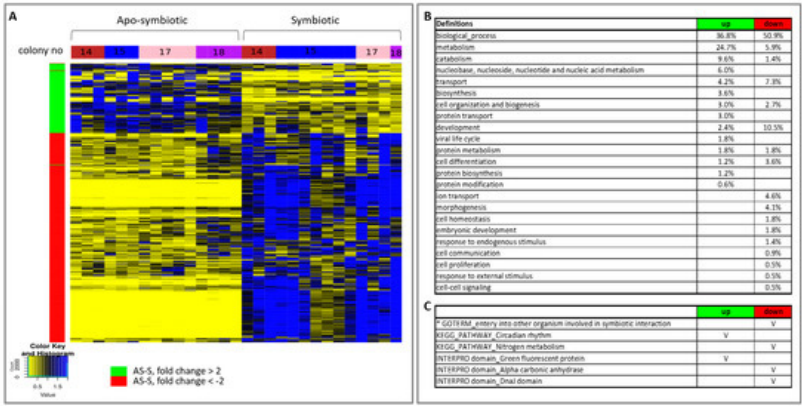 A
Apo-symbiotic Symbiotic
colony no 14 15 17 18 14 15 17 18
Color Key
and Histogram
Count
0 2000
0.5 1.5
Value
AS-S, fold change > 2
AS-S, fold change < -2
B
Definitions up down
biological_process 36.8% 50.9%
metabolism 24.7% 5.9%
catabolism 9.6% 1.4%
nucleobase, nucleoside, nucleotide and nucleic acid metabolism 6.0%
transport 4.2% 7.3%
biosynthesis 3.6%
cell organization and biogenesis 3.0% 2.7%
protein transport 3.0%
development 2.4% 10.5%
viral life cycle 1.8%
protein metabolism 1.8% 1.8%
cell differentiation 1.2% 3.6%
protein biosynthesis 1.2%
protein modification 0.6%
ion transport 4.6%
morphogenesis 4.1%
cell homeostasis 1.8%
embryonic development 1.8%
response to endogenous stimulus 1.4%
cell communication 0.9%
cell proliferation 0.5%
response to external stimulus 0.5%
cell-cell signaling 0.5%
C
up down
* GOTERM_entery into other organism involved in symbiotic interaction V
KEGG_PATHWAY_Circadian rhythm V
KEGG_PATHWAY_Nitrogen metabolism V
INTERPRO domain_Green fluorescent protein V
INTERPRO domain_Alpha carbonic anhydrase V
INTERPRO domain_DnaJ domain V